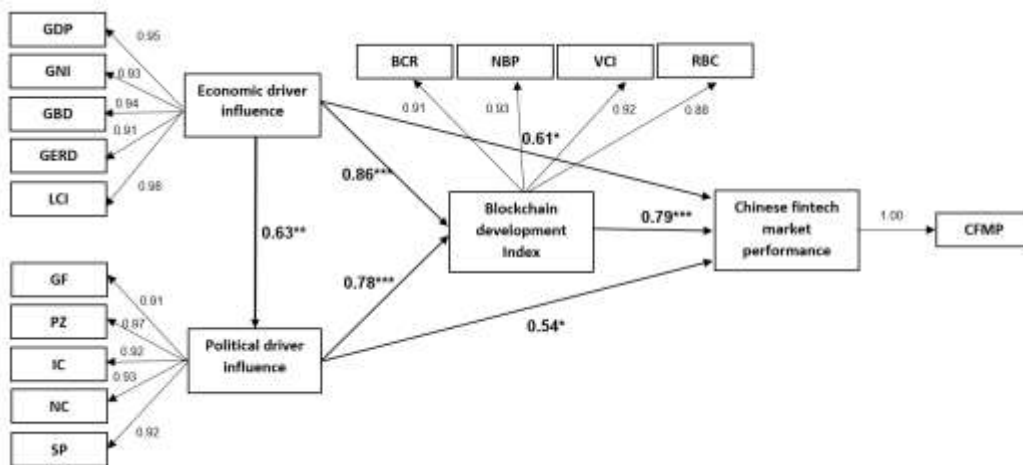 GDP
0.95
GNI
0.93
GBD
0.94
GERD
0.91
LCI
0.98
Economic driver
influence
BCR
NBP
VCI
RBC
0.91
0.93
0.92
0.88
0.61*
0.86***
0.63**
Blockchain
development
Index
0.79***
Chinese fintech
market
performance
1.00
CFMP
0.78***
0.54*
GF
0.91
PZ
0.97
IC
0.92
NC
0.93
SP
0.92
Political driver
influence